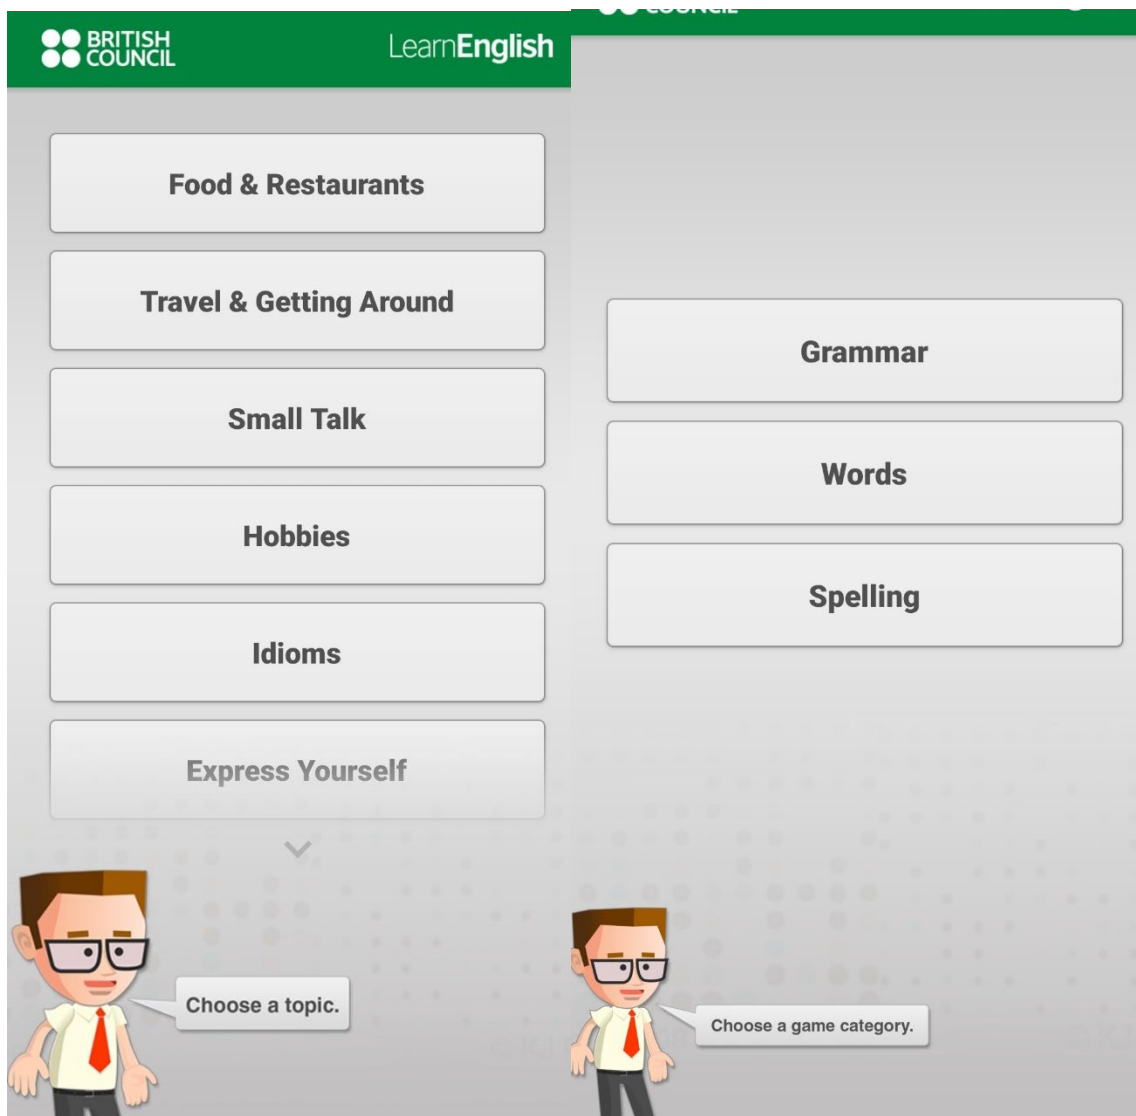 BRITISH
COUNCIL
LearnEnglish
Food & Restaurants
Travel & Getting Around
Small Talk
Hobbies
Idioms
Express Yourself
Choose a topic.
COUNCIL
Grammar
Words
Spelling
Choose a game category.